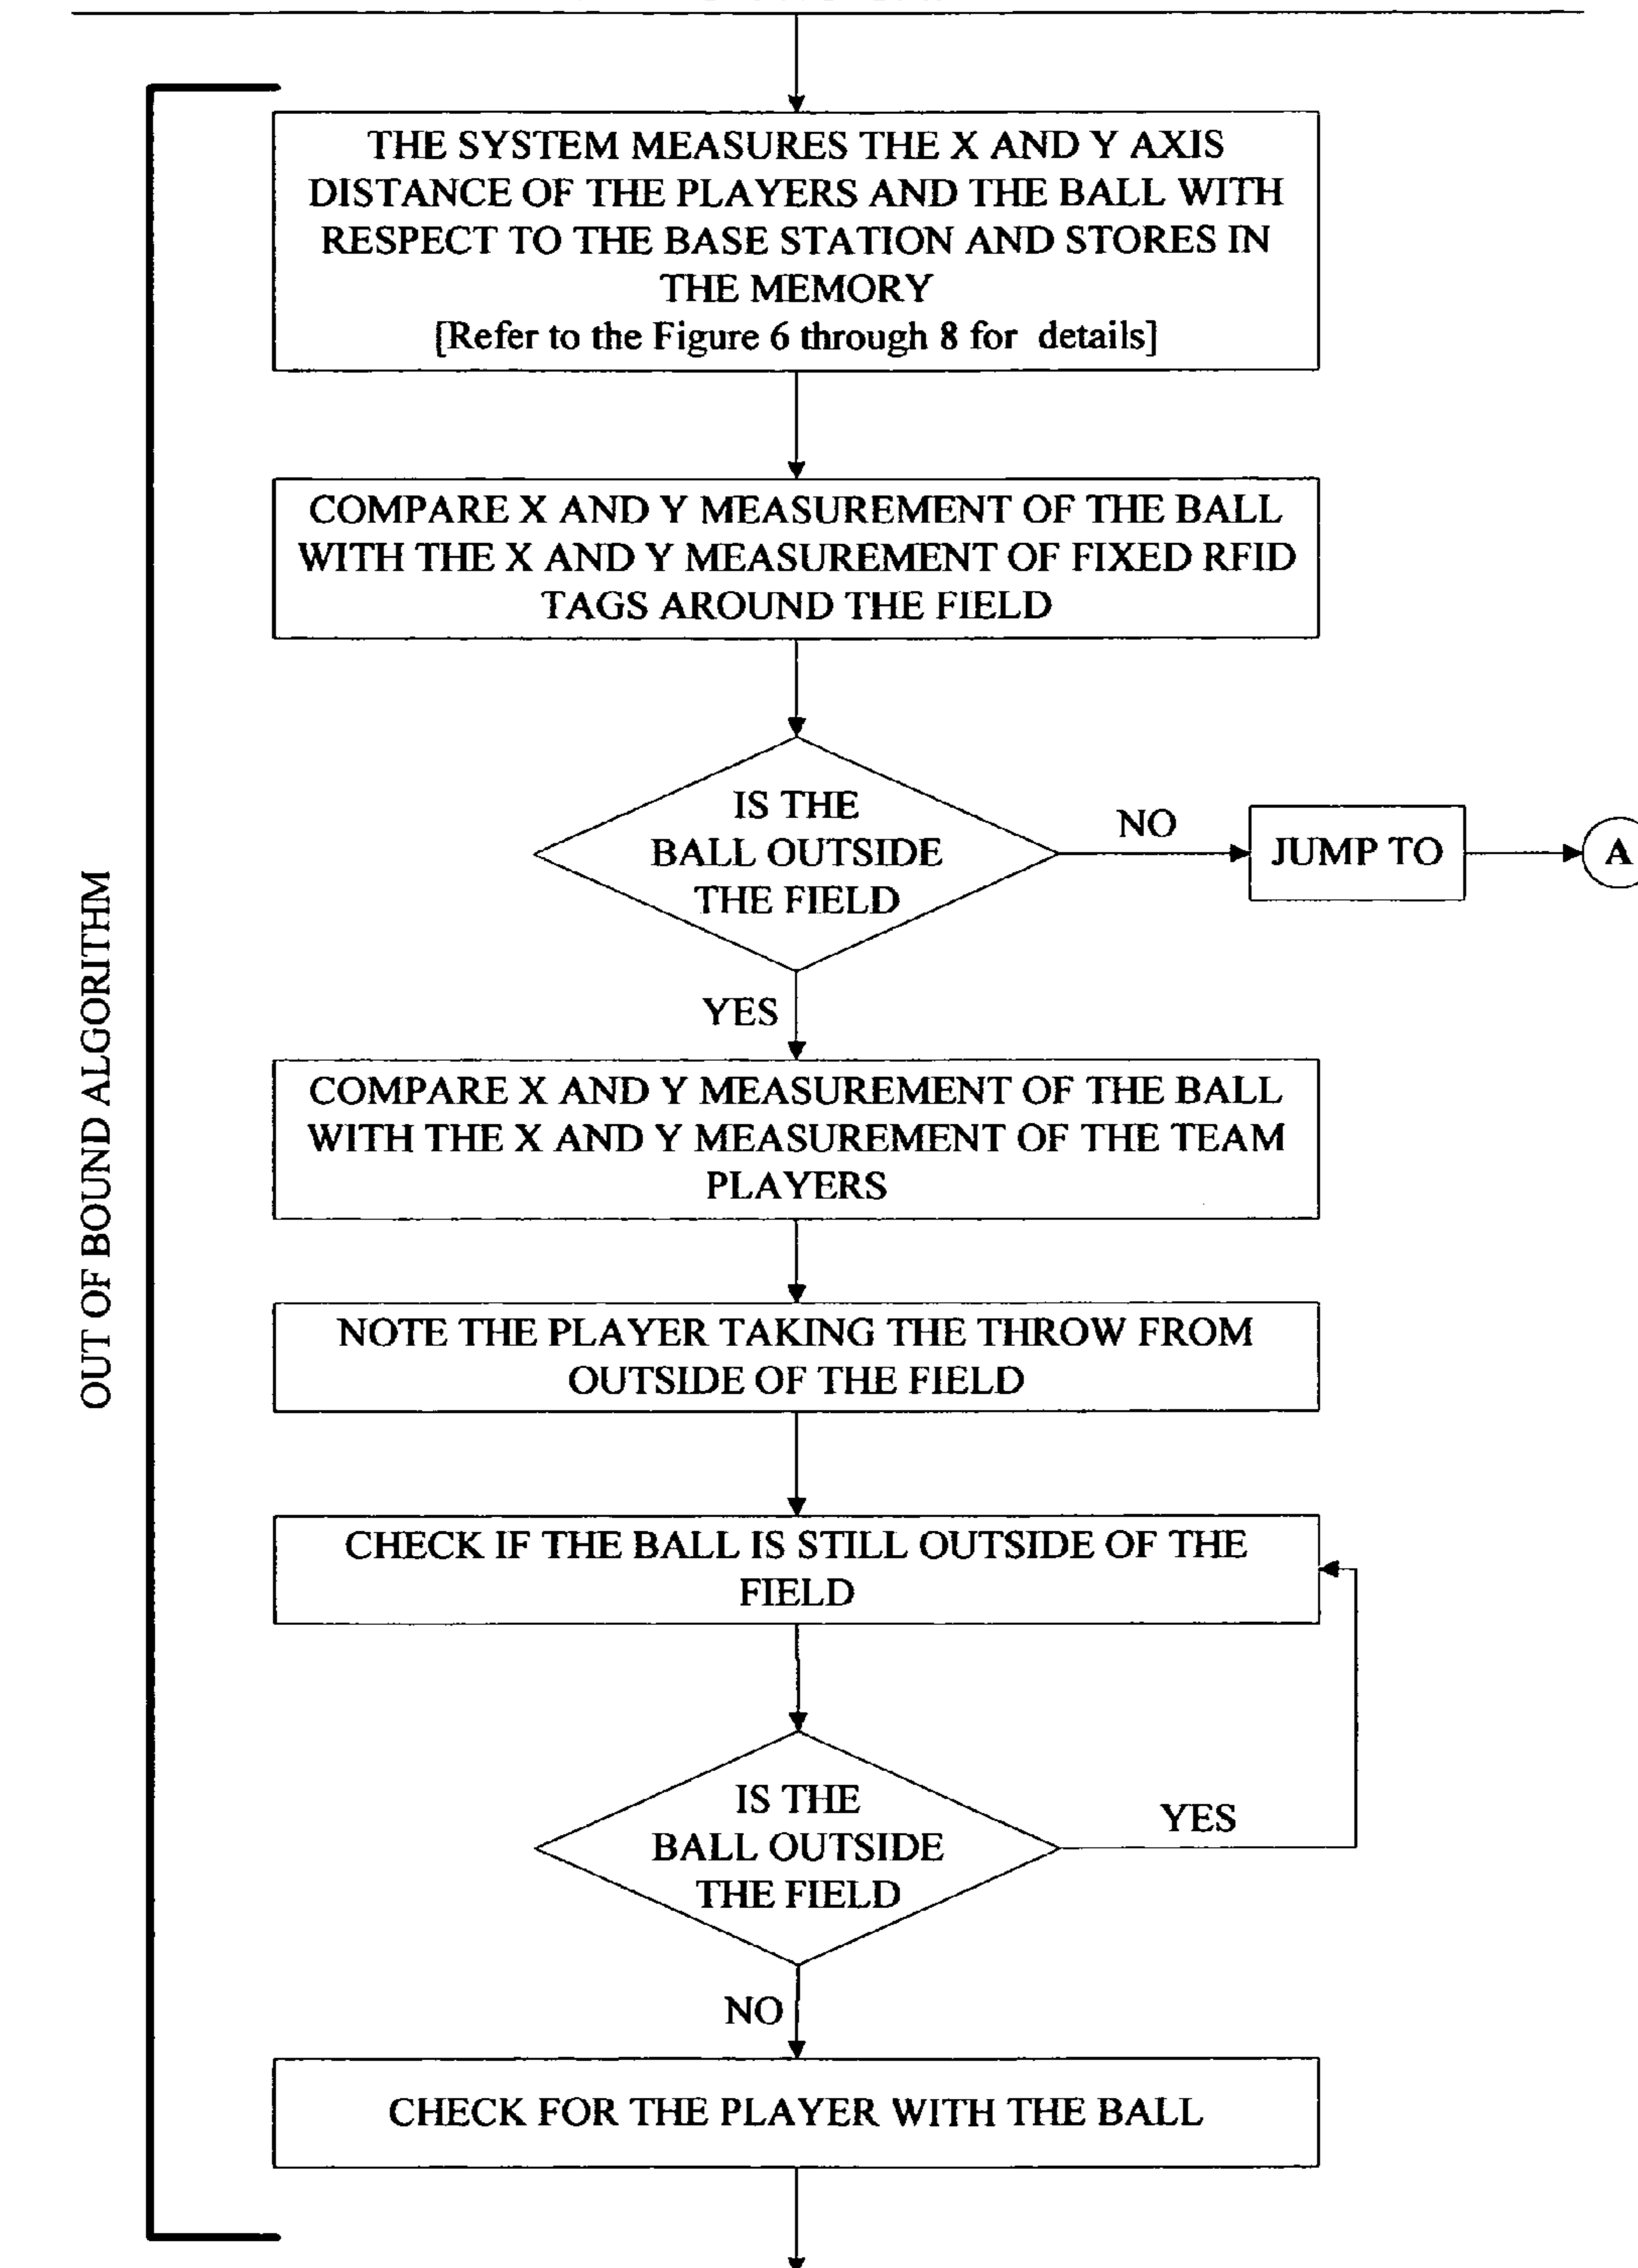 THE SYSTEM MEASURES THE X AND Y AXIS
DISTANCE OF THE PLAYERS AND THE BALL WITH
RESPECT TO THE BASE STATION AND STORES IN
THE MEMORY
[Refer to the Figure 6 through 8 for details]
COMPARE X AND Y MEASUREMENT OF THE BALL
WITH THE X AND Y MEASUREMENT OF FIXED RFID
TAGS AROUND THE FIELD
IS THE
BALL OUTSIDE
THE FIELD
NO
JUMP TO
A
YES
OUT OF BOUND ALGORITHM
COMPARE X AND Y MEASUREMENT OF THE BALL
WITH THE X AND Y MEASUREMENT OF THE TEAM
PLAYERS
NOTE THE PLAYER TAKING THE THROW FROM
OUTSIDE OF THE FIELD
CHECK IF THE BALL IS STILL OUTSIDE OF THE
FIELD
IS THE
BALL OUTSIDE
THE FIELD
YES
NO
CHECK FOR THE PLAYER WITH THE BALL